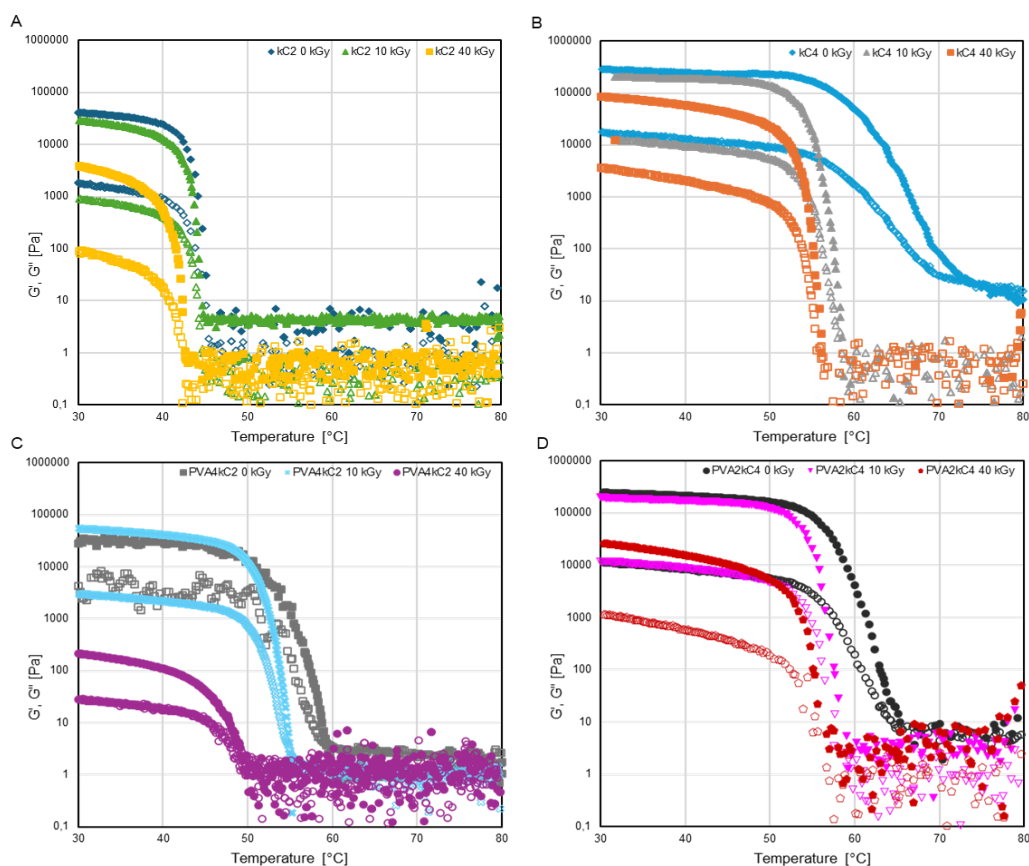 A
kC2 0 kGy kC2 10 kGy kC2 40 kGy
1000000
100000
10000
1000
100
10
1
0,1
G', G'' [Pa]
30 40 50 60 70 80
Temperature [°C]
B
kC4 0 kGy kC4 10 kGy kC4 40 kGy
1000000
100000
10000
1000
100
10
1
0,1
G', G'' [Pa]
30 40 50 60 70 80
Temperature [°C]
C
PVA4kC2 0 kGy PVA4kC2 10 kGy PVA4kC2 40 kGy
1000000
100000
10000
1000
100
10
1
0,1
G', G'' [Pa]
30 40 50 60 70 80
Temperature [°C]
D
PVA2kC4 0 kGy PVA2kC4 10 kGy PVA2kC4 40 kGy
1000000
100000
10000
1000
100
10
1
0,1
G', G'' [Pa]
30 40 50 60 70 80
Temperature [°C]